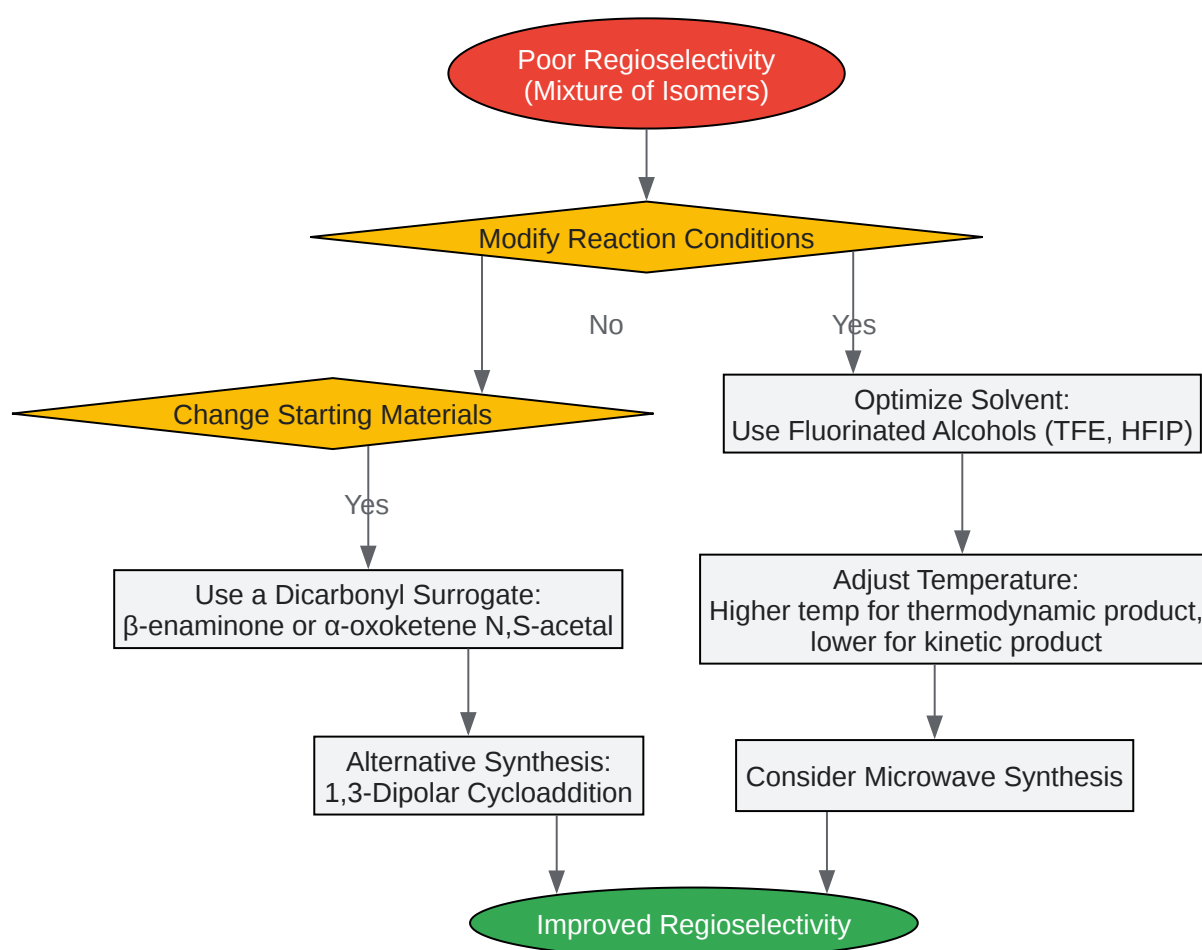 Poor Regioselectivity
(Mixture of Isomers)
Modify Reaction Conditions
No
Yes
Change Starting Materials
Optimize Solvent:
Use Fluorinated Alcohols (TFE, HFIP)
Yes
Use a Dicarbonyl Surrogate:
β-enaminone or α-oxoketene N,S-acetal
Adjust Temperature:
Higher temp for thermodynamic product,
lower for kinetic product
Alternative Synthesis:
1,3-Dipolar Cycloaddition
Consider Microwave Synthesis
Improved Regioselectivity